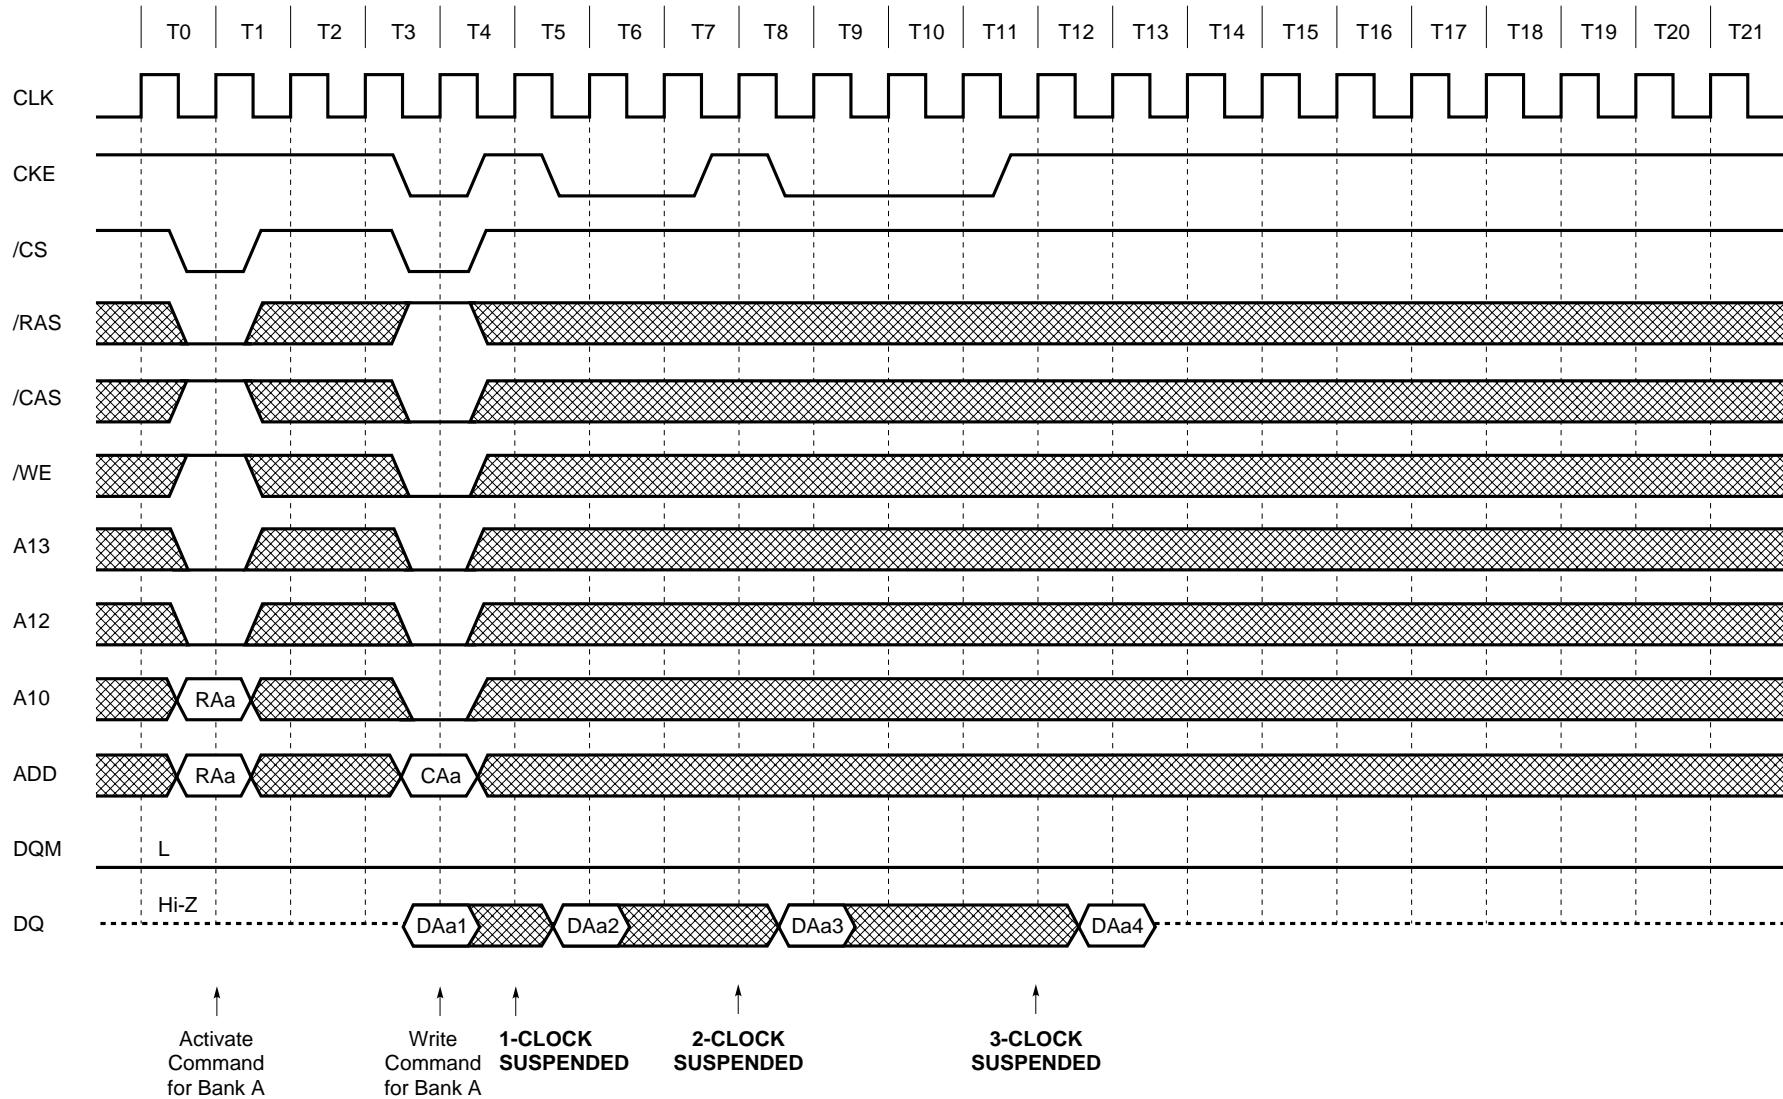 T0 T1 T2 T3 T4 T5 T6 T7 T8 T9 T10 T11 T12 T13 T14 T15 T16 T17 T18 T19 T20 T21
CLK
CKE
/CS
/RAS
/CAS
/WE
A13
A12
A10 RAa
ADD RAa CAa
DQM L
Hi-Z
DQ DAa1 DAa2 DAa3 DAa4
Activate
Command
for Bank A
Write
Command
for Bank A
1-CLOCK
SUSPENDED
2-CLOCK
SUSPENDED
3-CLOCK
SUSPENDED